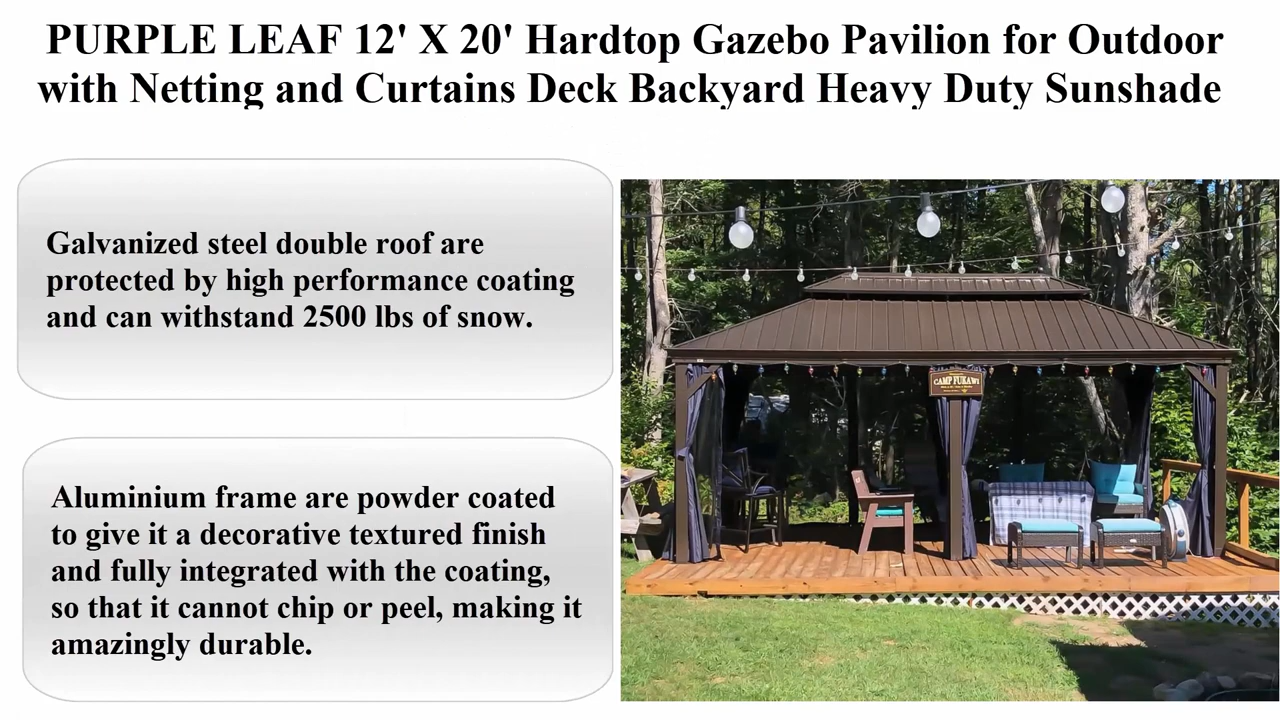 PURPLE LEAF 12' X 20' Hardtop Gazebo Pavilion for Outdoor
with Netting and Curtains Deck Backyard Heavy Duty Sunshade
Galvanized steel double roof are
protected by high performance coating
and can withstand 2500 lbs of snow.
CAMP FUKAWI
Aluminium frame are powder coated
to give it a decorative textured finish
and fully integrated with the coating,
so that it cannot chip or peel, making it
amazingly durable.